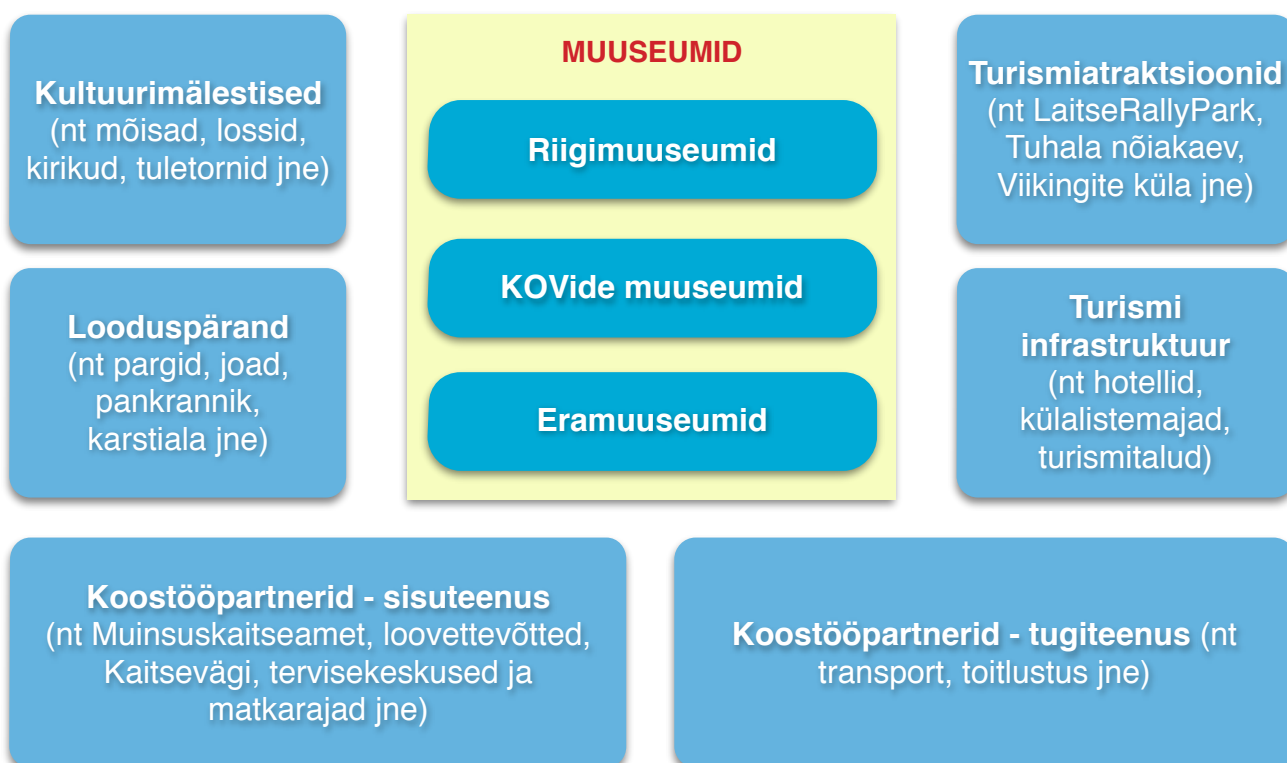 Kultuurimälestised
(nt mõisad, lossid,
kirikud, tuletornid jne)
Looduspärand
(nt pargid, joad,
pankrannik,
karstiala jne)
MUUSEUMID
Riigimuuseumid
KOVide muuseumid
Eramuuseumid
Turismiatraktsioonid
(nt LaitseRallyPark,
Tuhala nõiakaev,
Viikingite küla jne)
Turismi
infrastruktuur
(nt hotellid,
külalistemajad,
turismitalud)
Koostööpartnerid - sisuteenus
(nt Muinsuskaitseamet, loovettevõtted,
Kaitsevägi, tervisekeskused ja
matkarajad jne)
Koostööpartnerid - tugiteenus (nt
transport, toitlustus jne)